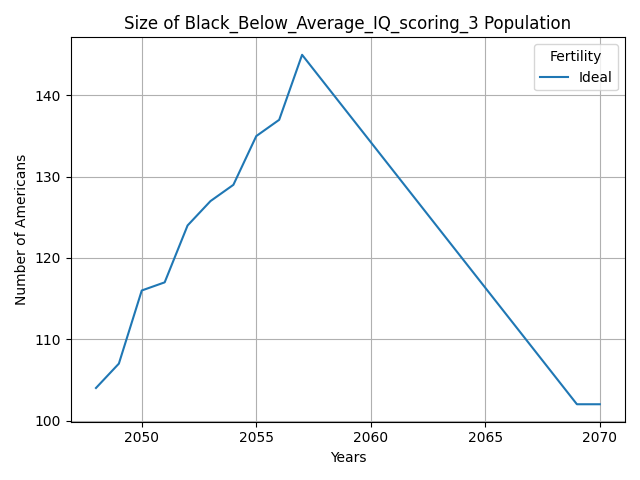 Size of Black_Below_Average_IQ_scoring_3 Population
Fertility
Ideal
Number of Americans
140
130
120
110
100
2050
2055
2060
2065
2070
Years